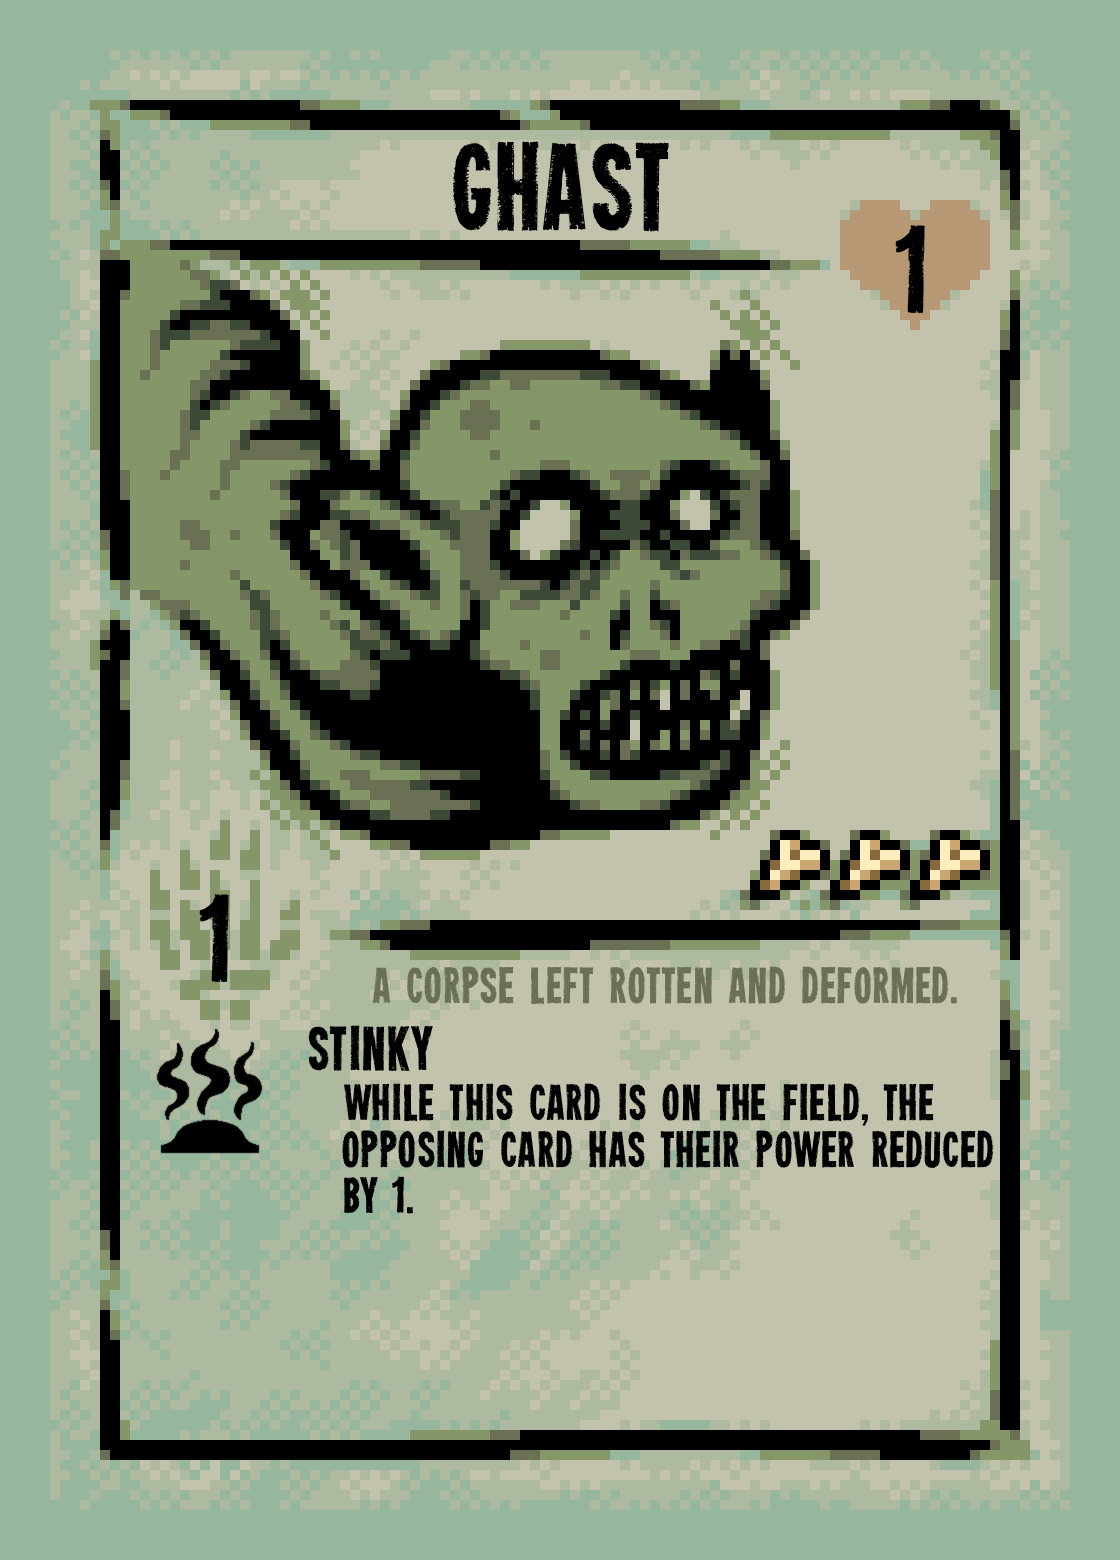 GHAST
1
1
A CORPSE LEFT ROTTEN AND DEFORMED.
STINKY
WHILE THIS CARD IS ON THE FIELD, THE
OPPOSING CARD HAS THEIR POWER REDUCED
BY 1.